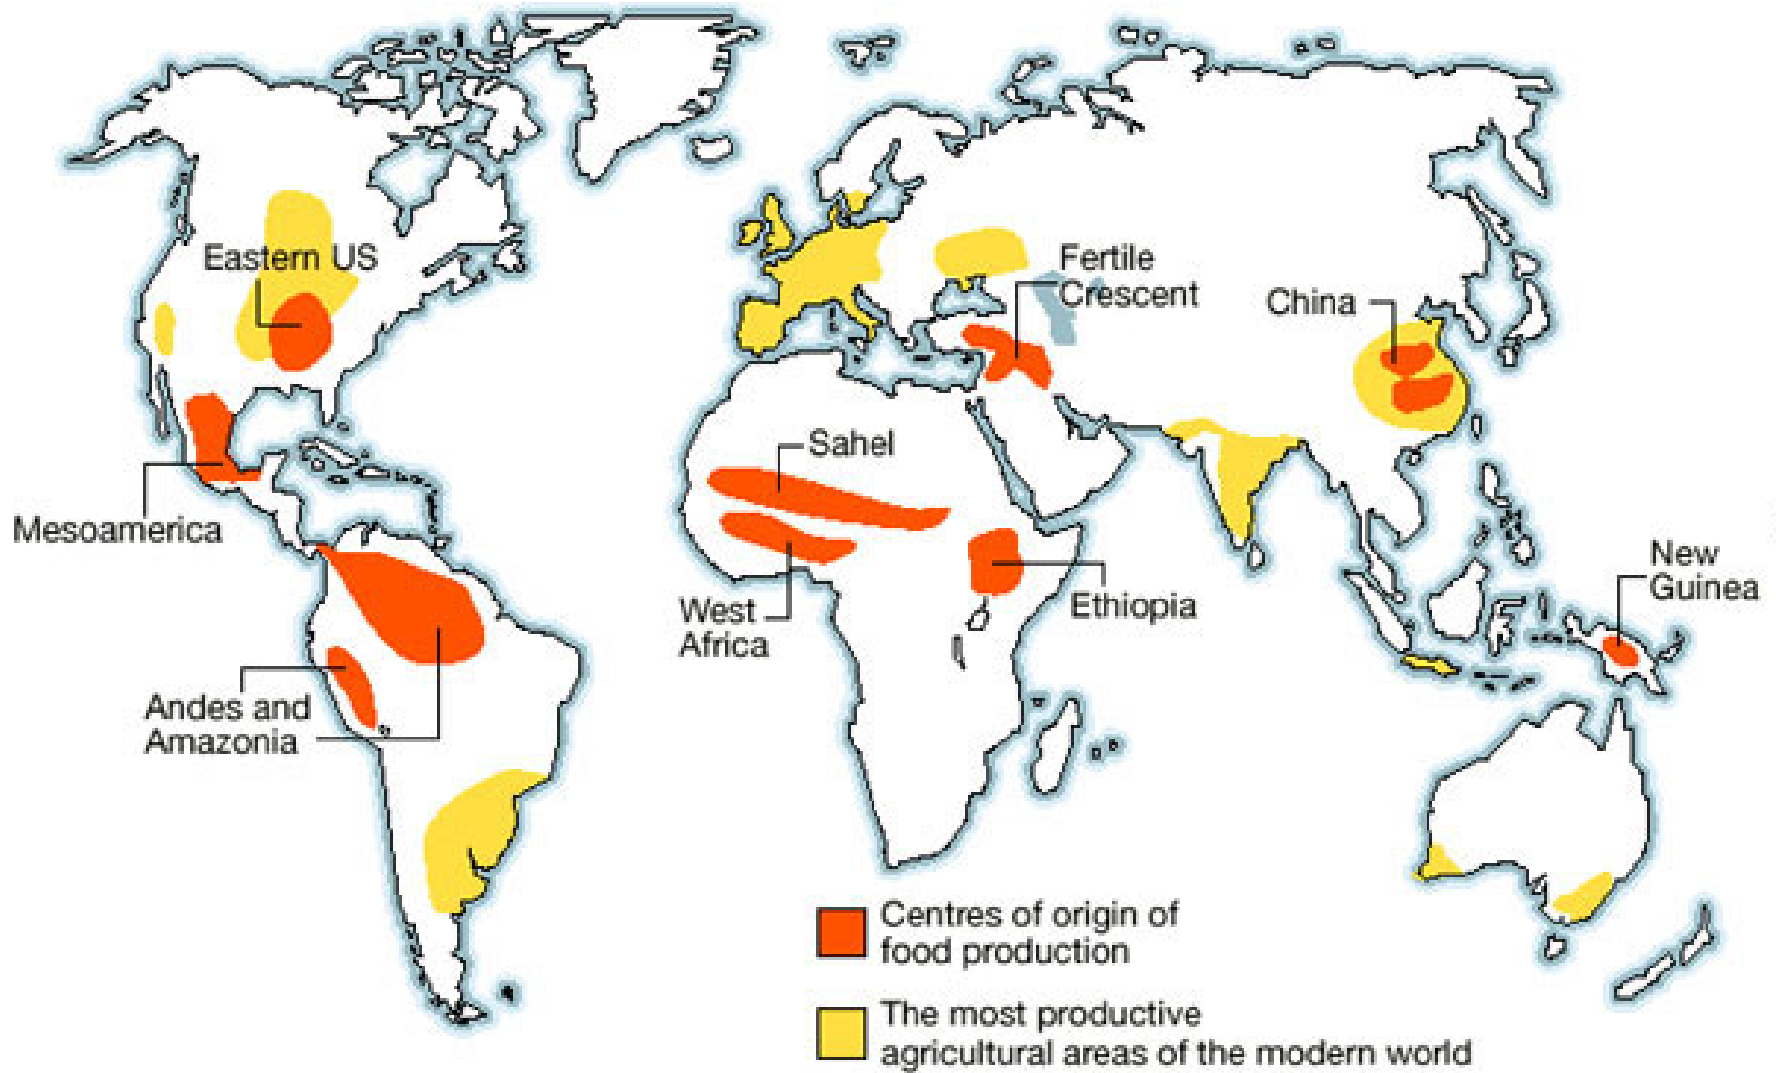 Eastern US
Fertile
Crescent
China
Sahel
Mesoamerica
New
Guinea
West
Africa
Ethiopia
Andes and
Amazonia
Centres of origin of
food production
The most productive
agricultural areas of the modern world